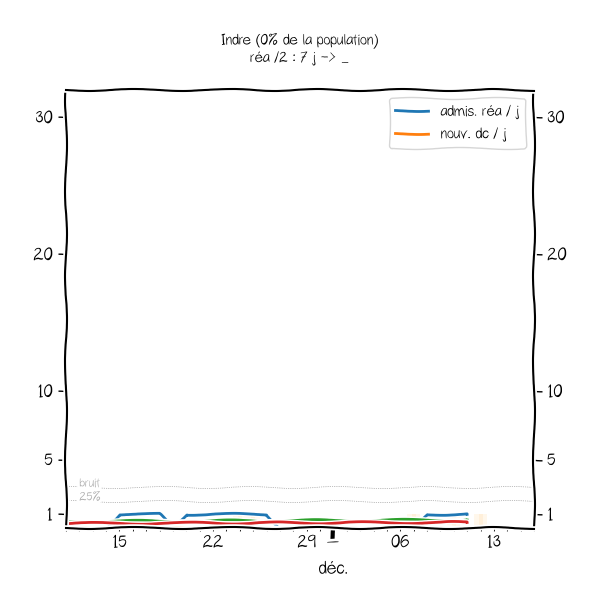 Indre (0% de la population)
réa /2 : 7 j -> _
admis. réa / j
nouv. dc / j
30 30
20 20
10 10
5 5
bruit
25%
1 1
15 22 29 06 13
déc.